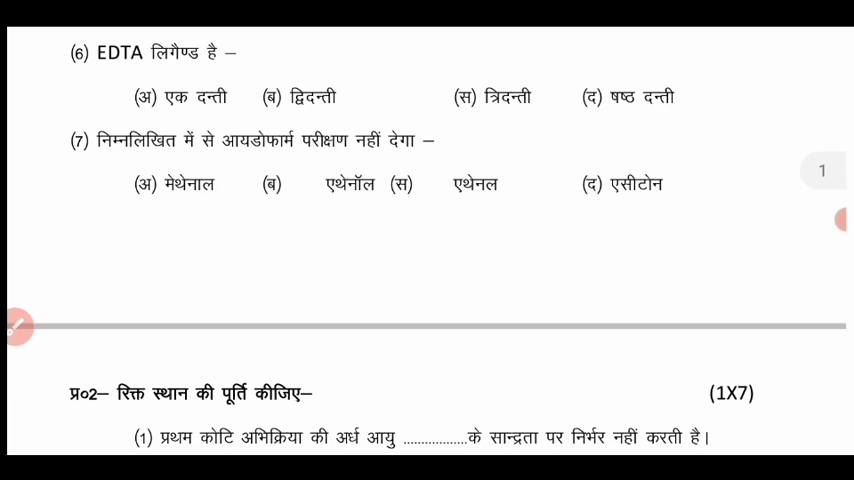 (6) EDTA लिगैण्ड है –
(अ) एक दन्ती (ब) द्विदन्ती (स) त्रिदन्ती (द) षष्ठ दन्ती
(7) निम्नलिखित में से आयडोफार्म परीक्षण नहीं देगा –
(अ) मेथेनाल (ब) एथेनॉल (स) एथेनल (द) एसीटोन
1
प्र०2– रिक्त स्थान की पूर्ति कीजिए– (1X7)
(1) प्रथम कोटि अभिक्रिया की अर्ध आयु ..................के सान्द्रता पर निर्भर नहीं करती है।